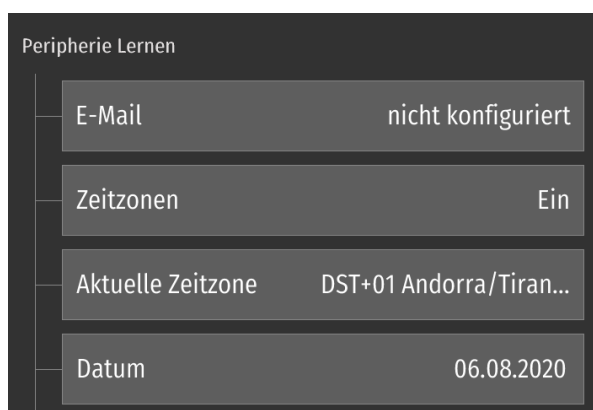 Peripherie Lernen
E-Mail nicht konfiguriert
Zeitzonen Ein
Aktuelle Zeitzone DST+01 Andorra/Tiran...
Datum 06.08.2020